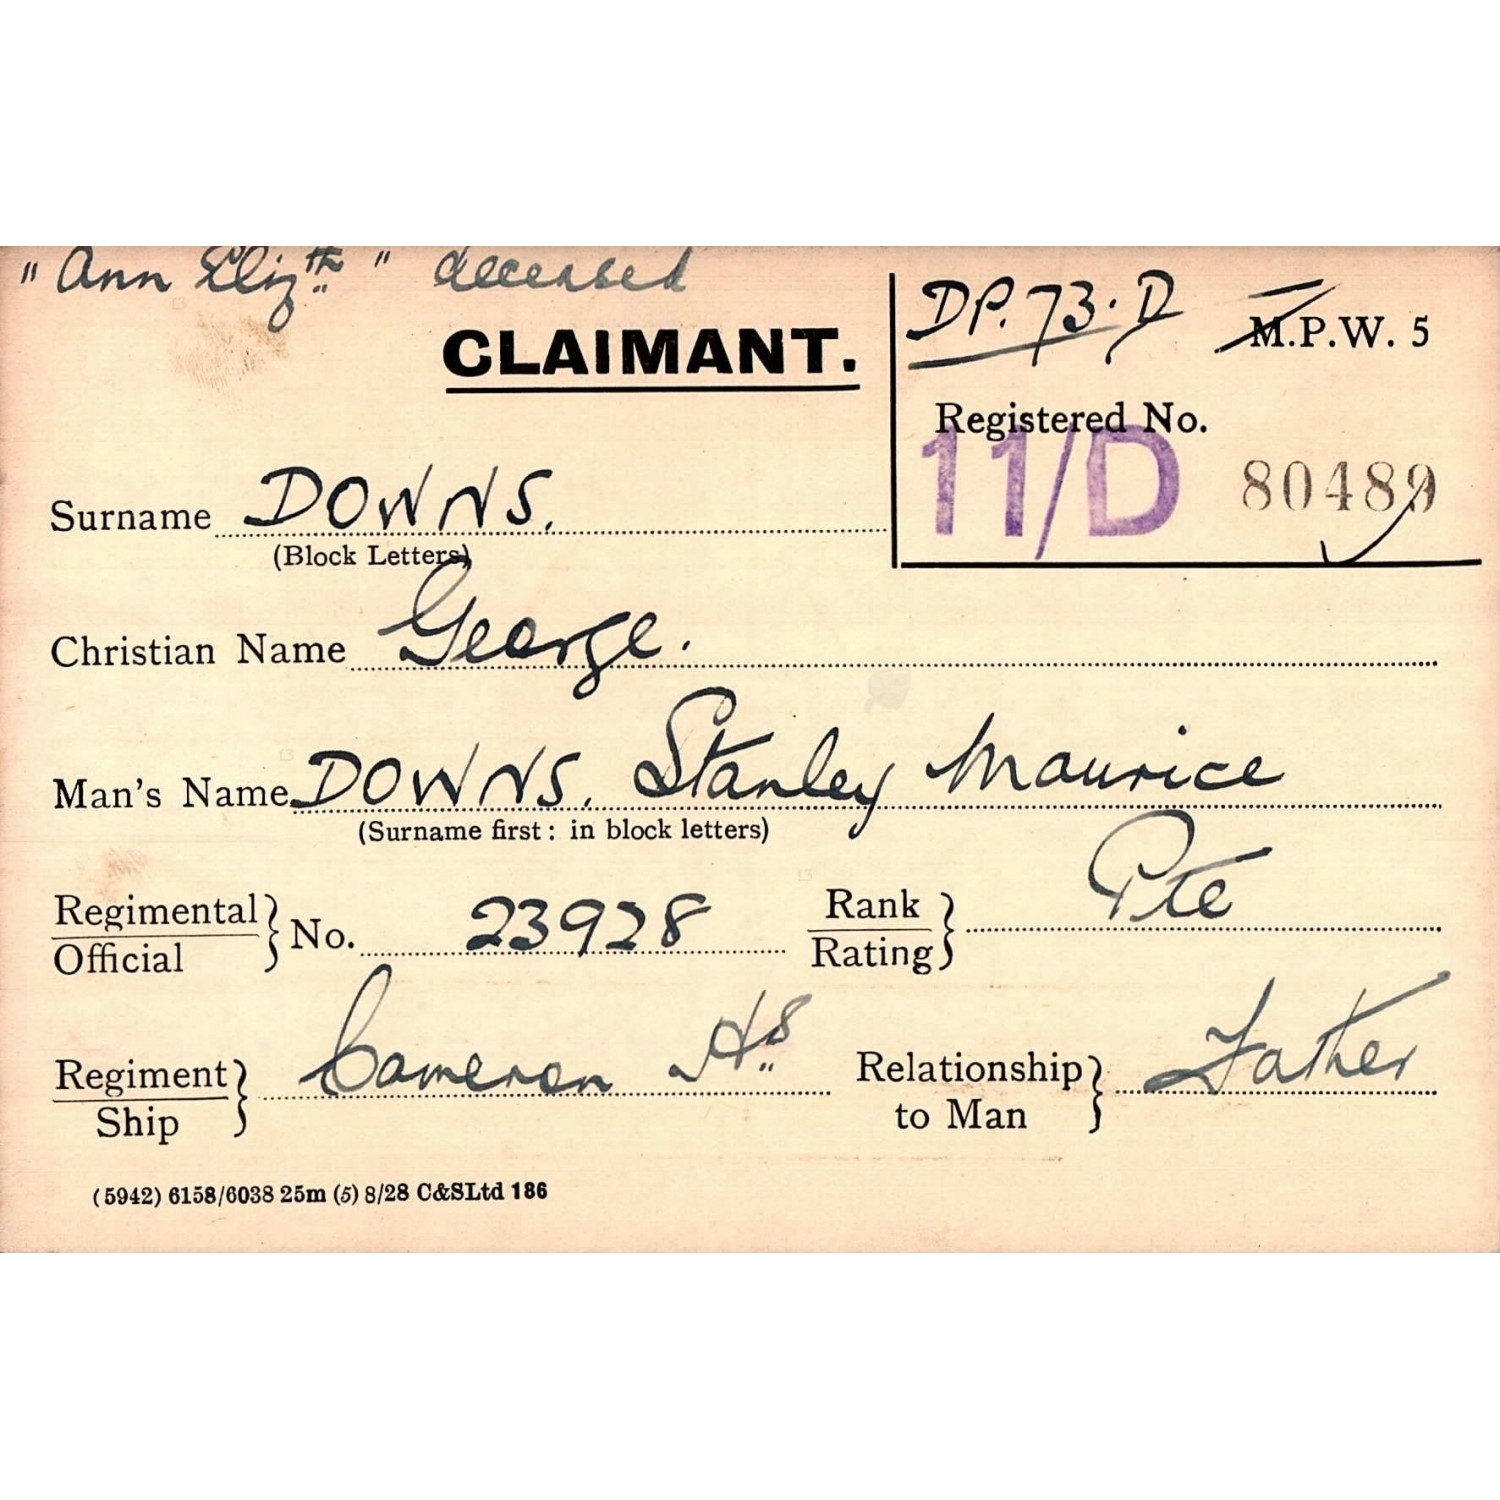 "Ann Elizth" deceased
CLAIMANT.
DP.73.D M.P.W. 5
Registered No.
11/D 80489
Surname DOWNS.
(Block Letters)
Christian Name George.
Man's Name DOWNS. Stanley Maurice
(Surname first: in block letters)
Regimental/Official} No. 23928 Rank/Rating} Pte
Regiment/Ship} Cameron Hs Relationship to Man} Father
(5942) 6158/6038 25m (5) 8/28 C&SLtd 186